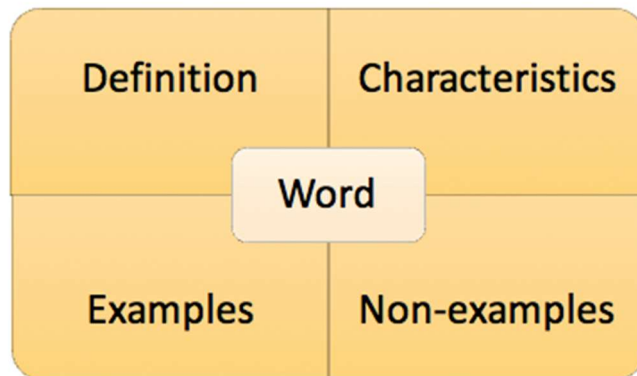 Definition
Characteristics
Word
Examples
Non-examples